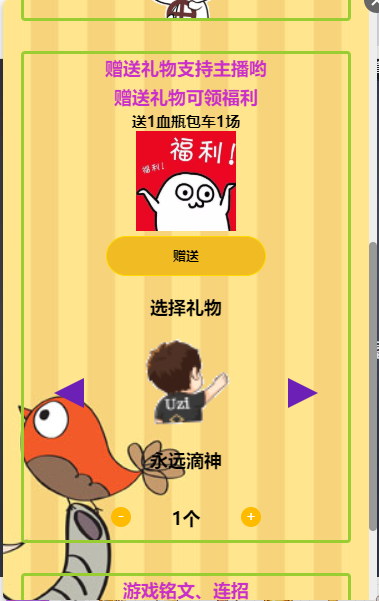 赠送礼物支持主播哟
赠送礼物可领福利
送1血瓶包车1场
福利!
福利!
赠送
选择礼物
Uzi
永远滴神
- 1个 +
游戏铭文、连招